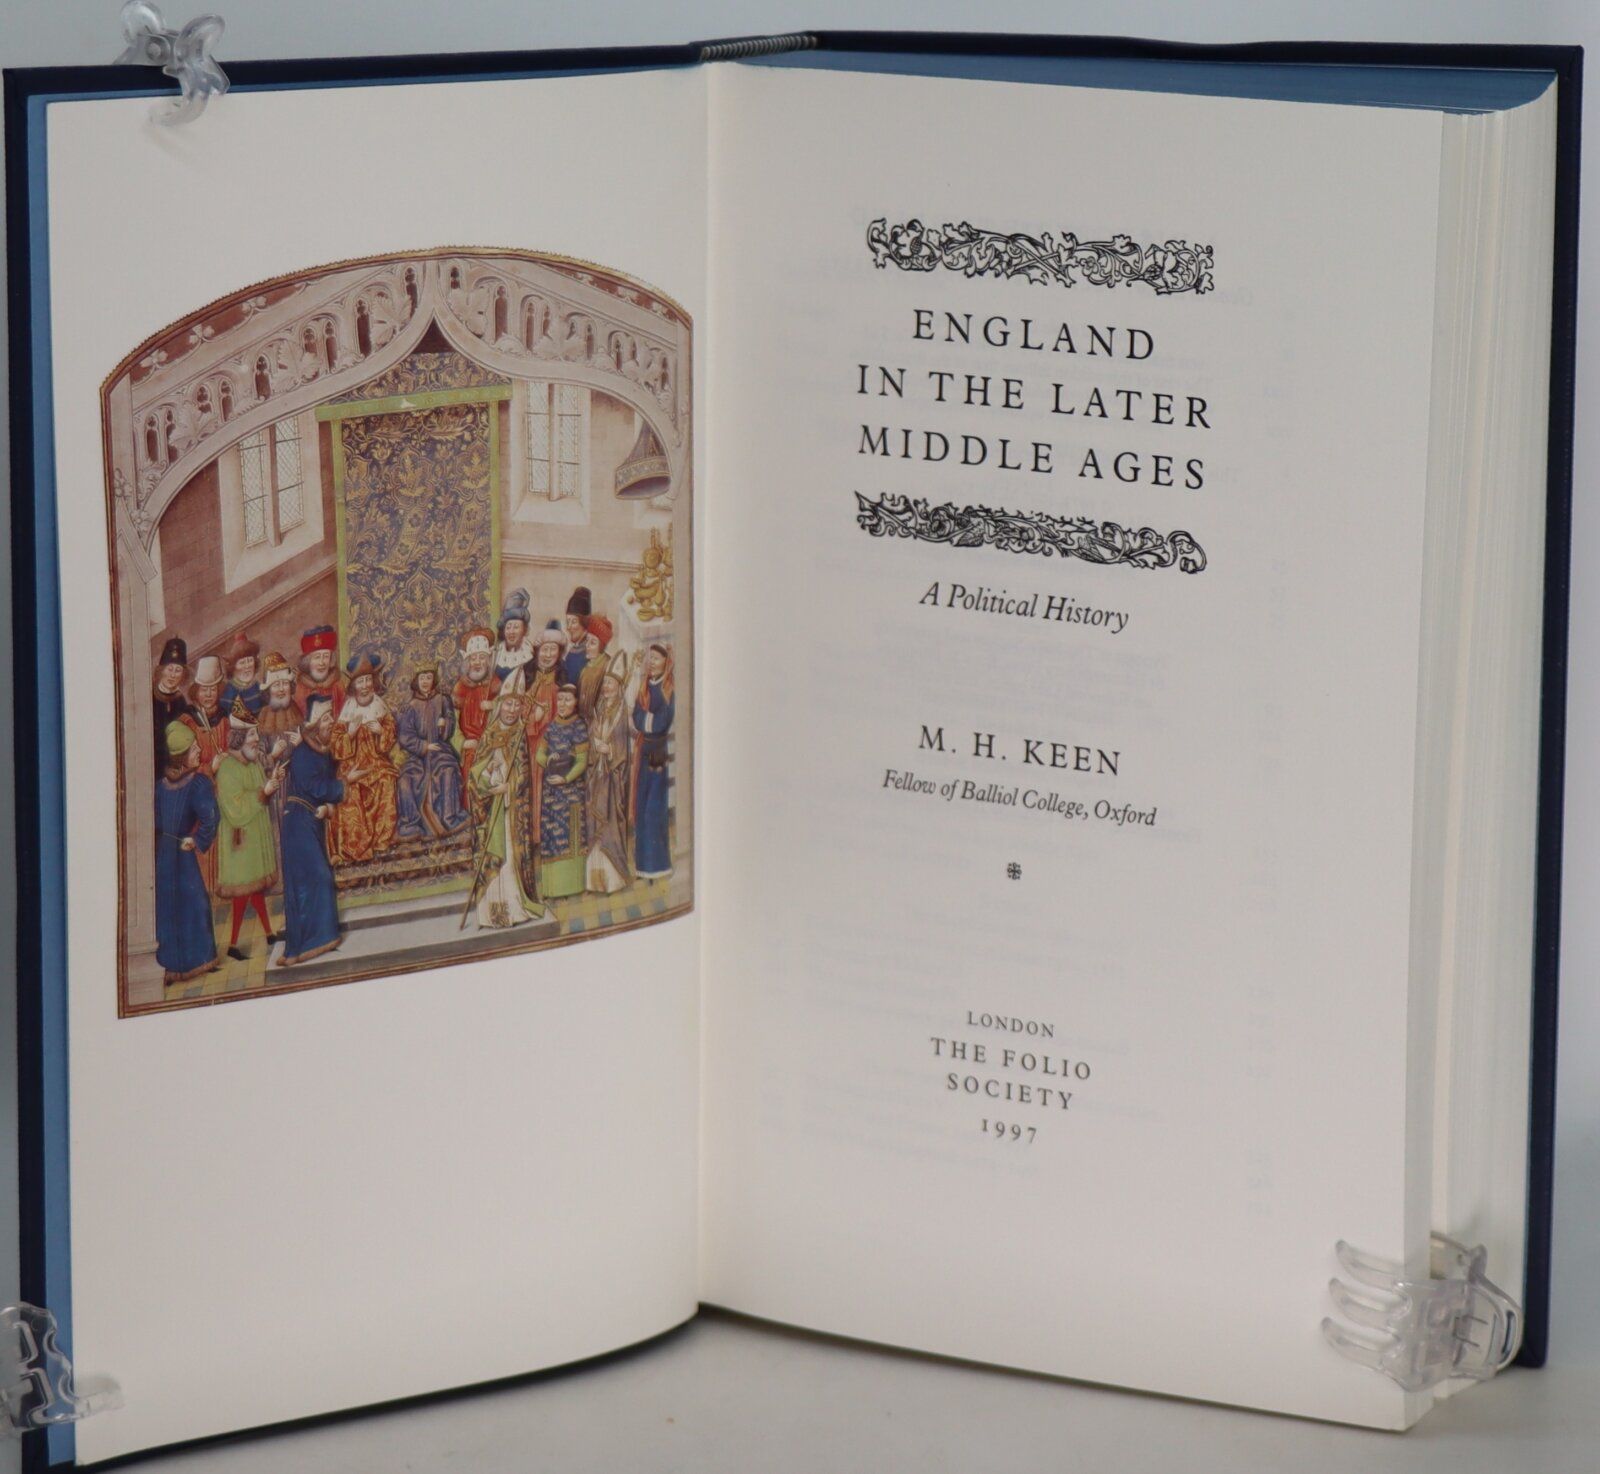 ENGLAND
IN THE LATER
MIDDLE AGES
A Political History
M. H. KEEN
Fellow of Balliol College, Oxford
LONDON
THE FOLIO
SOCIETY
1997